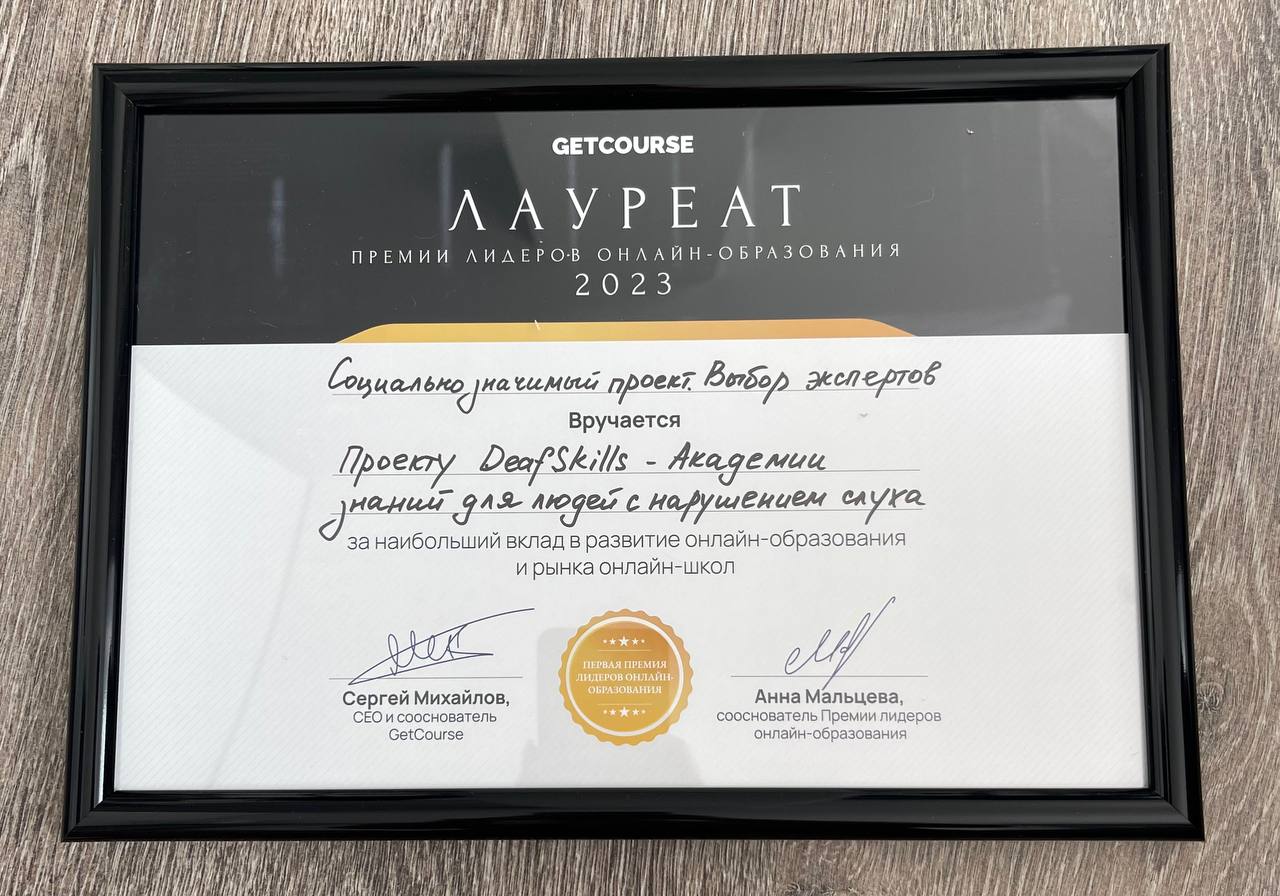 GETCOURSE
ЛАУРЕАТ
ПРЕМИИ ЛИДЕРОВ ОНЛАЙН-ОБРАЗОВАНИЯ
2023
Социально значимый проект. Выбор экспертов
Вручается
Проекту DeafSkills - Академии
знаний для людей с нарушением слуха
за наибольший вклад в развитие онлайн-образования
и рынка онлайн-школ
ПЕРВАЯ ПРЕМИЯ
ЛИДЕРОВ ОНЛАЙН-
ОБРАЗОВАНИЯ
Сергей Михайлов,
CEO и сооснователь
GetCourse
Анна Мальцева,
сооснователь Премии лидеров
онлайн-образования